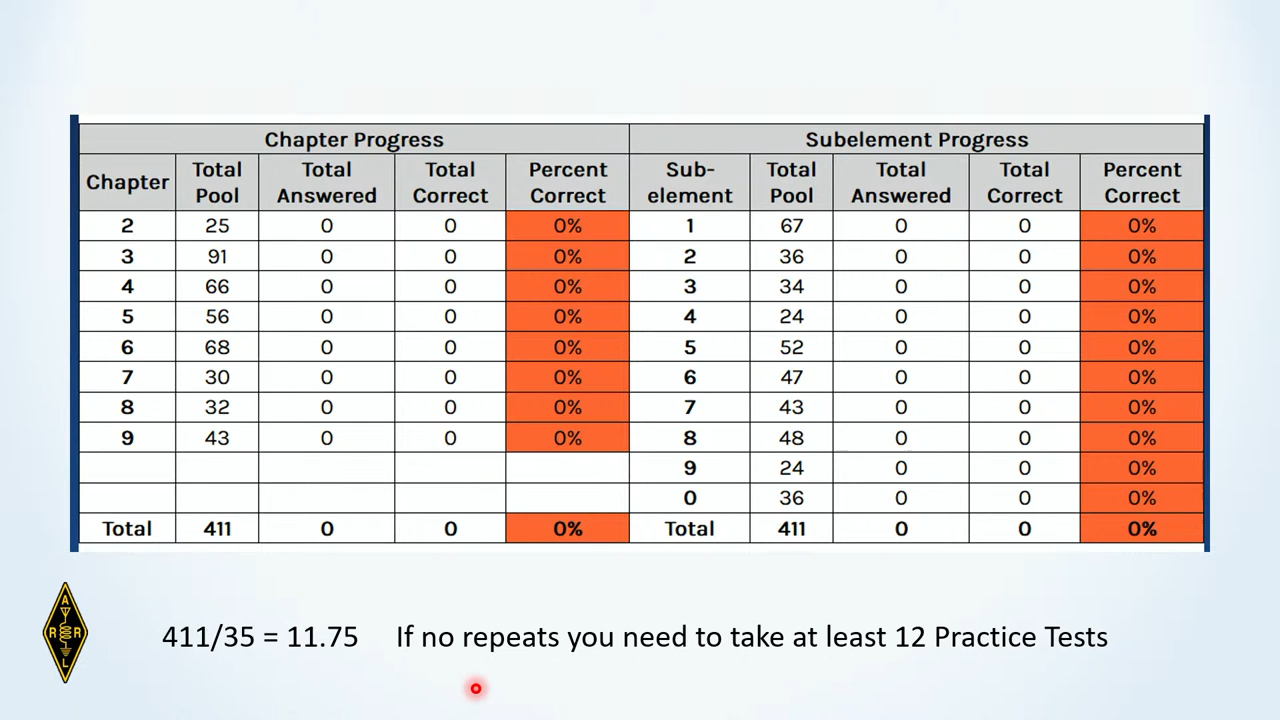 Chapter Progress Subelement Progress
Chapter Total Pool Total Answered Total Correct Percent Correct Sub-element Total Pool Total Answered Total Correct Percent Correct
2 25 0 0 0% 1 67 0 0 0%
3 91 0 0 0% 2 36 0 0 0%
4 66 0 0 0% 3 34 0 0 0%
5 56 0 0 0% 4 24 0 0 0%
6 68 0 0 0% 5 52 0 0 0%
7 30 0 0 0% 6 47 0 0 0%
8 32 0 0 0% 7 43 0 0 0%
9 43 0 0 0% 8 48 0 0 0%
9 24 0 0 0%
0 36 0 0 0%
Total 411 0 0 0% Total 411 0 0 0%
A R R L
411/35 = 11.75 If no repeats you need to take at least 12 Practice Tests